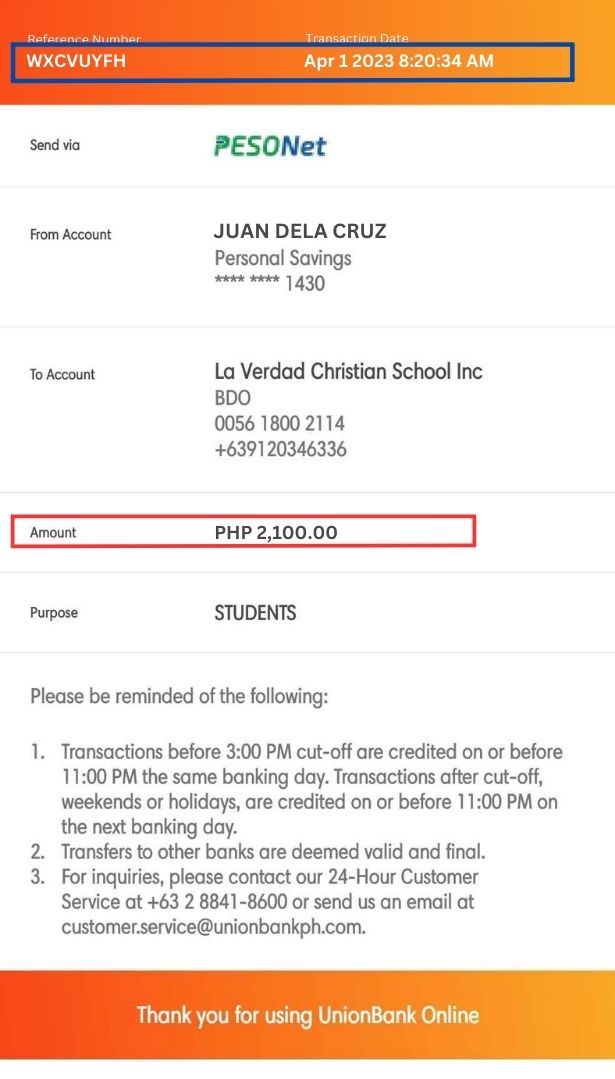 Reference Number Transaction Date
WXCVUYFH Apr 1 2023 8:20:34 AM
Send via PESONet
From Account JUAN DELA CRUZ
Personal Savings
**** **** 1430
To Account La Verdad Christian School Inc
BDO
0056 1800 2114
+639120346336
Amount PHP 2,100.00
Purpose STUDENTS
Please be reminded of the following:
1. Transactions before 3:00 PM cut-off are credited on or before
11:00 PM the same banking day. Transactions after cut-off,
weekends or holidays, are credited on or before 11:00 PM on
the next banking day.
2. Transfers to other banks are deemed valid and final.
3. For inquiries, please contact our 24-Hour Customer
Service at +63 2 8841-8600 or send us an email at
customer.service@unionbankph.com.
Thank you for using UnionBank Online